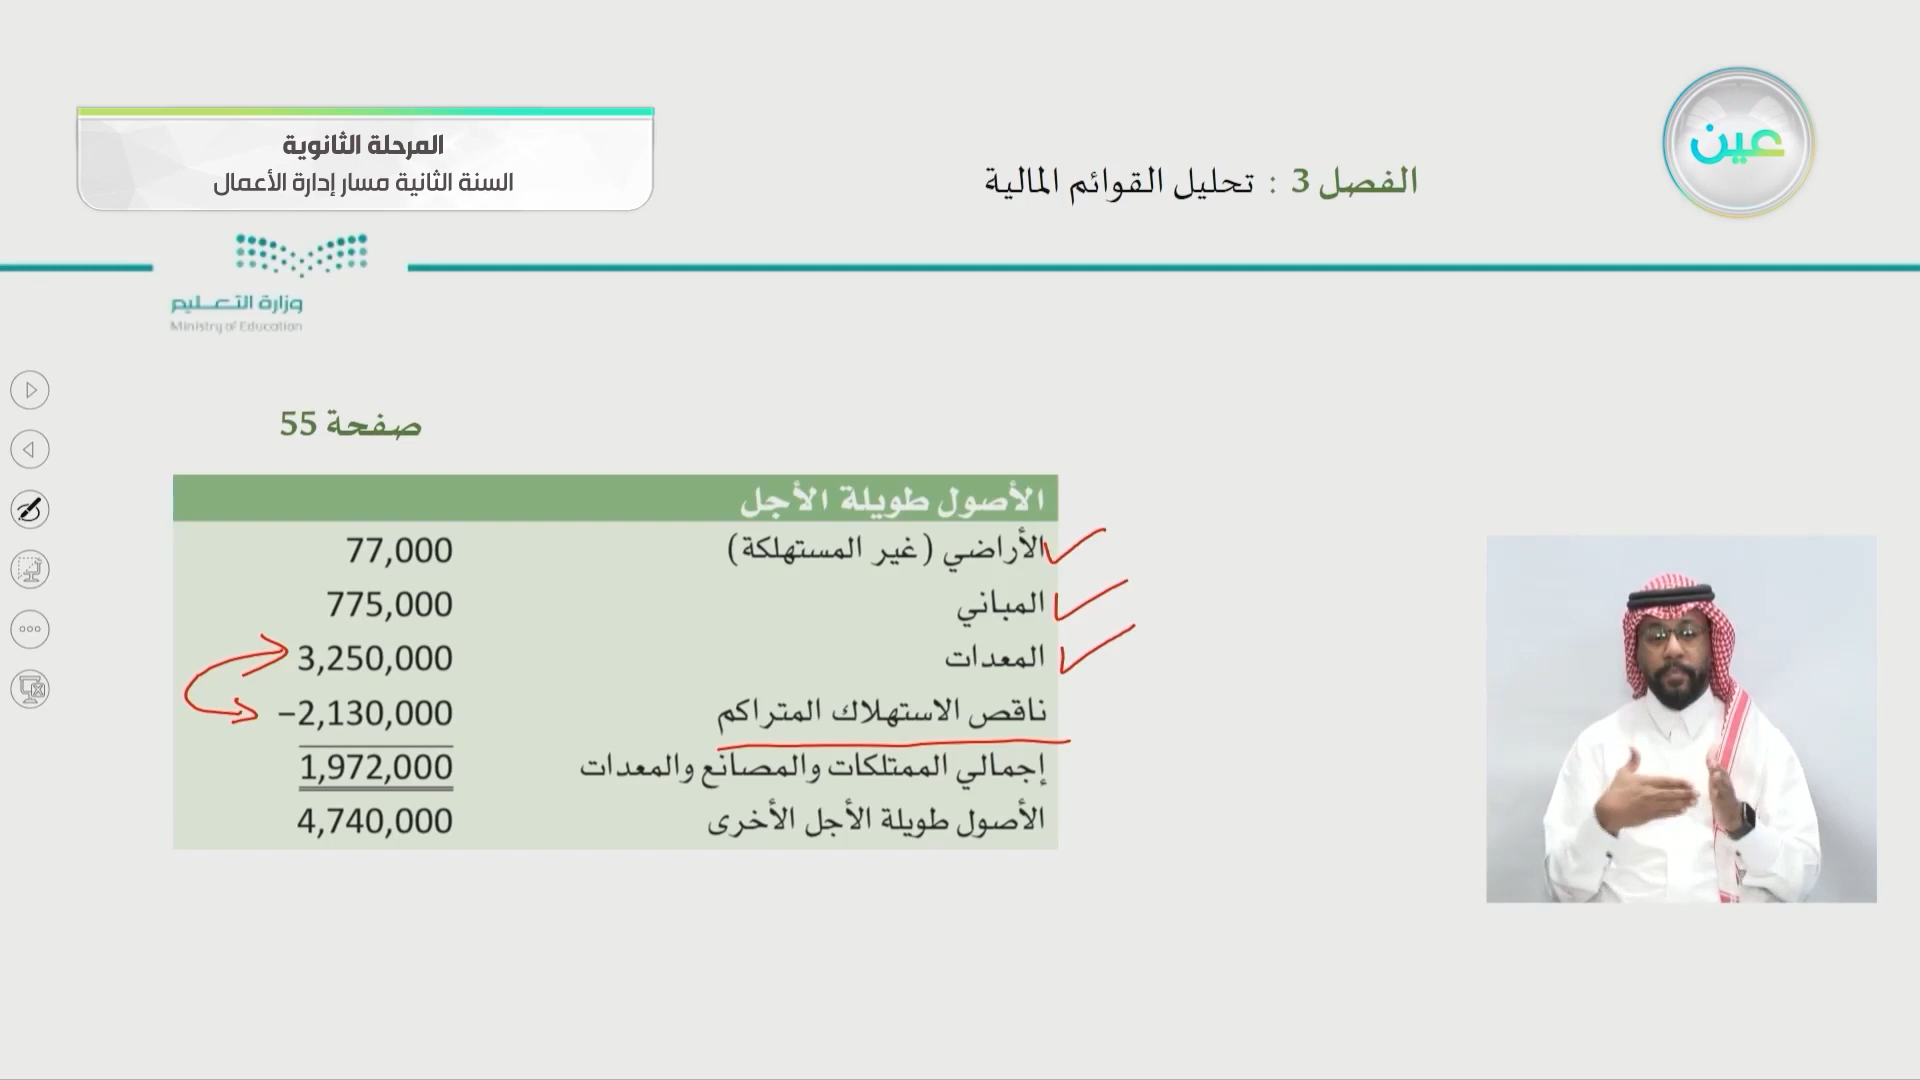 المرحلة الثانوية
السنة الثانية مسار إدارة الأعمال
عين
الفصل 3 : تحليل القوائم المالية
وزارة التعليم
Ministry of Education
صفحة 55
الأصول طويلة الأجل
الأراضي (غير المستهلكة) 77,000
المباني 775,000
المعدات 3,250,000
ناقص الاستهلاك المتراكم −2,130,000
إجمالي الممتلكات والمصانع والمعدات 1,972,000
الأصول طويلة الأجل الأخرى 4,740,000